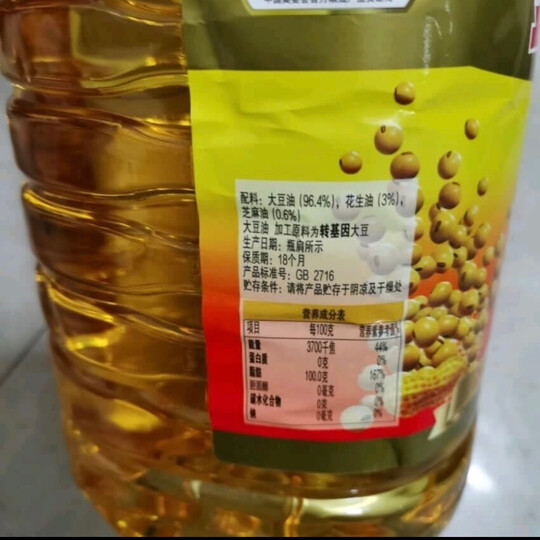 配料：大豆油（96.4%），花生油（3%），
芝麻油（0.6%）
大豆油 加工原料为转基因大豆
生产日期：瓶肩所示
保质期：18个月
产品标准号：GB 2716
贮存条件：请将产品贮存于阴凉及干燥处
营养成分表
项目 每100克 营养素参考值%
能量 3700千焦 44%
蛋白质 0克 0%
脂肪 100.0克 167%
胆固醇 0毫克
碳水化合物 0克 0%
钠 0毫克 0%